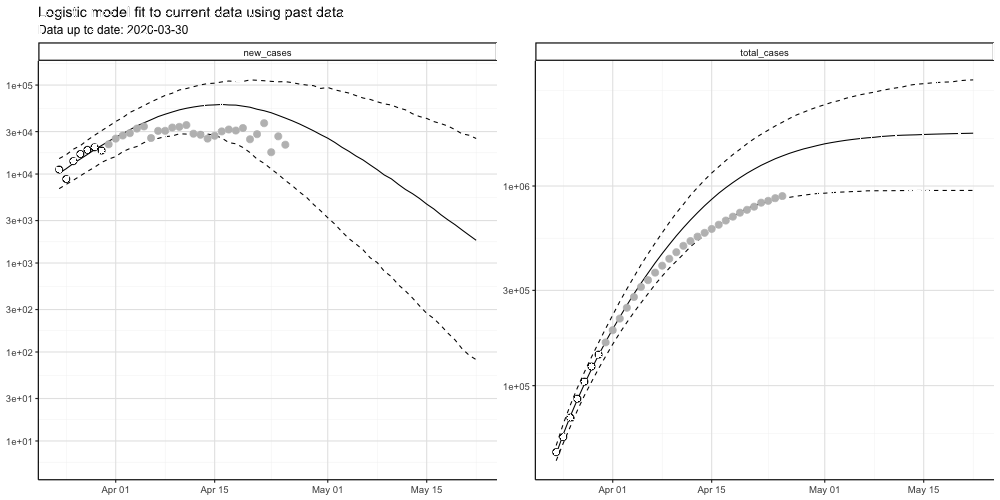 Logistic model fit to current data using past data
Data up to date: 2020-03-30
new_cases
total_cases
1e+05
3e+04
1e+04
3e+03
1e+03
3e+02
1e+02
3e+01
1e+01
Apr 01
Apr 15
May 01
May 15
1e+06
3e+05
1e+05
Apr 01
Apr 15
May 01
May 15